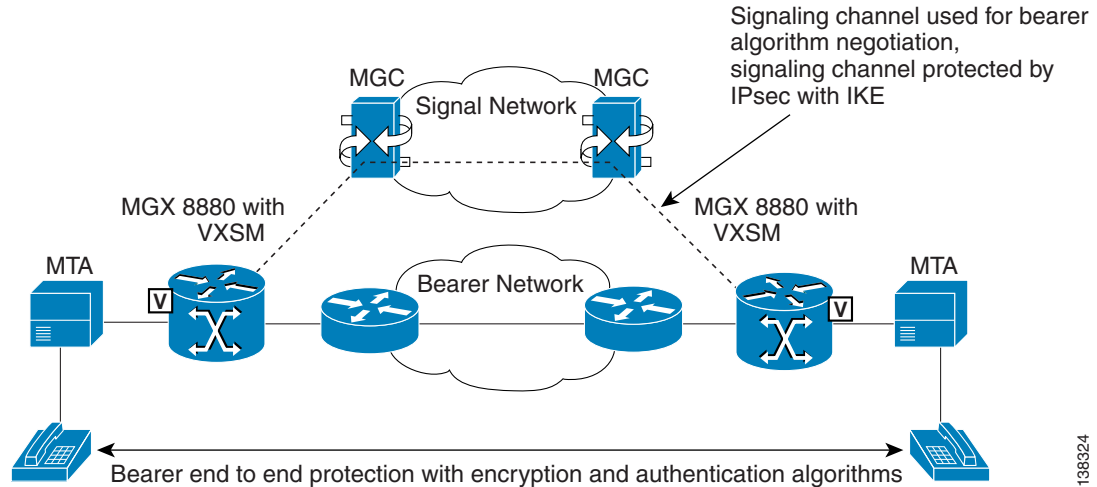 Signaling channel used for bearer
algorithm negotiation,
signaling channel protected by
IPsec with IKE
MGC
MGC
Signal Network
MGX 8880 with
VXSM
MGX 8880 with
VXSM
MTA
MTA
Bearer Network
V
V
Bearer end to end protection with encryption and authentication algorithms
138324